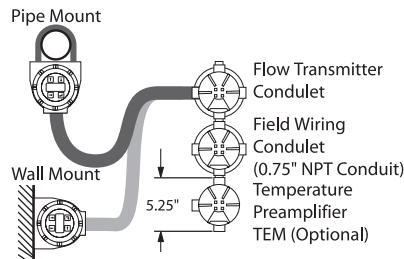 Pipe Mount
Flow Transmitter
Condulet
Field Wiring
Condulet
(0.75" NPT Conduit)
Wall Mount
5.25"
Temperature
Preamplifier
TEM (Optional)